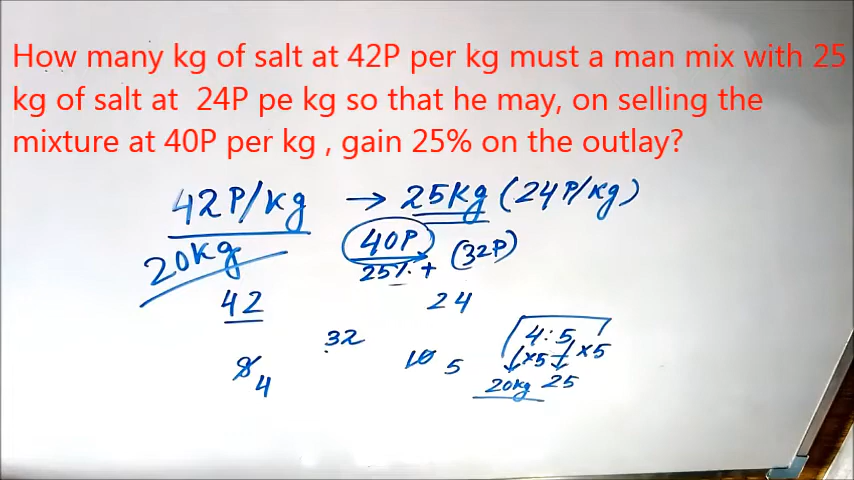 How many kg of salt at 42P per kg must a man mix with 25
kg of salt at 24P pe kg so that he may, on selling the
mixture at 40P per kg , gain 25% on the outlay?
42P/kg → 25Kg (24P/kg)
20kg 40P
25% + (32P)
42 24
32 4:5
×5 ×5
8 4 10 5
20kg 25